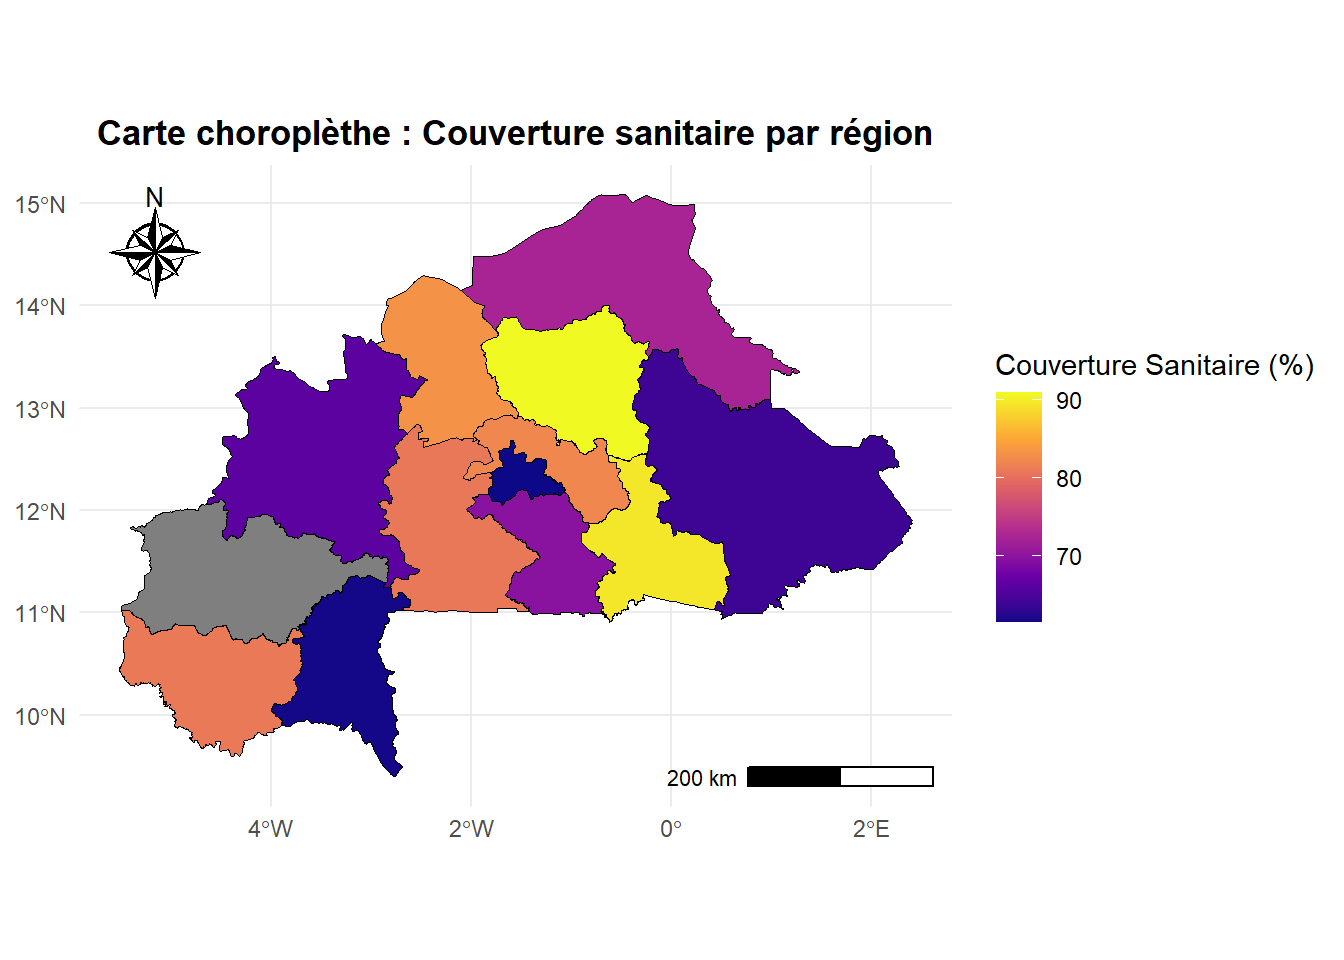 Carte choroplèthe : Couverture sanitaire par région
N
15°N
14°N
13°N
12°N
11°N
10°N
4°W
2°W
0°
2°E
200 km
Couverture Sanitaire (%)
90
80
70